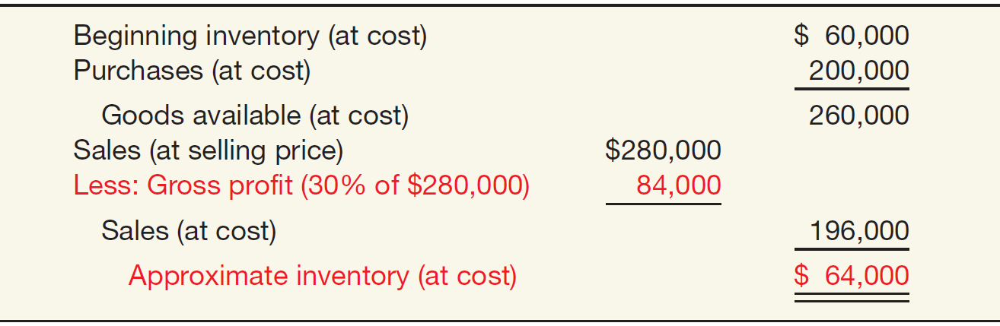 Beginning inventory (at cost) $ 60,000
Purchases (at cost) 200,000
Goods available (at cost) 260,000
Sales (at selling price) $280,000
Less: Gross profit (30% of $280,000) 84,000
Sales (at cost) 196,000
Approximate inventory (at cost) $ 64,000